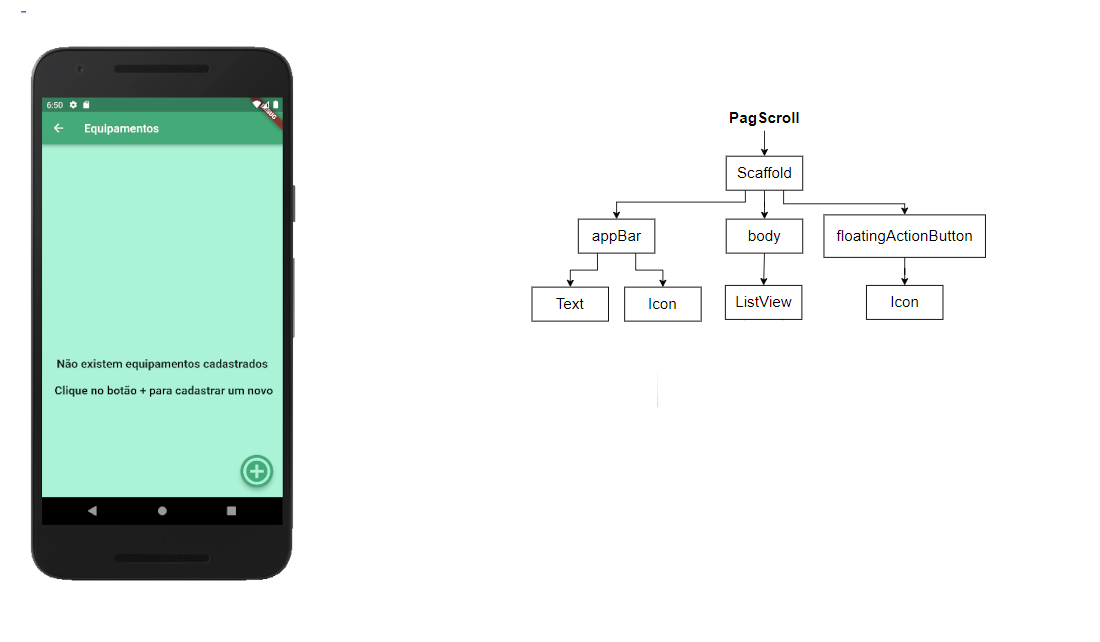 6:50
DEBUG
Equipamentos
Não existem equipamentos cadastrados
Clique no botão + para cadastrar um novo
PagScroll
Scaffold
appBar
body
floatingActionButton
Text
Icon
ListView
Icon